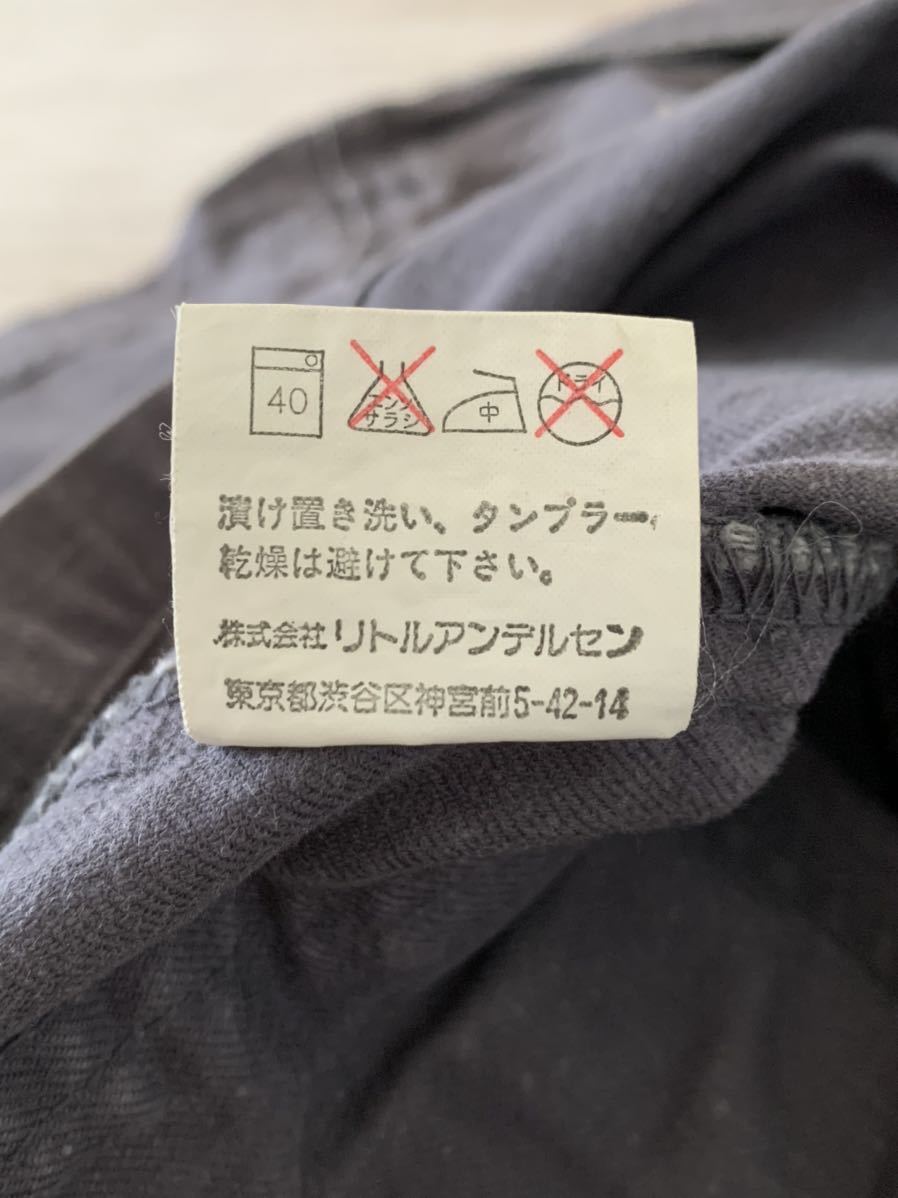 40 エンソ サラシ 中 ドライ
漬け置き洗い、タンブラー
乾燥は避けて下さい。
株式会社リトルアンデルセン
東京都渋谷区神宮前5-42-14